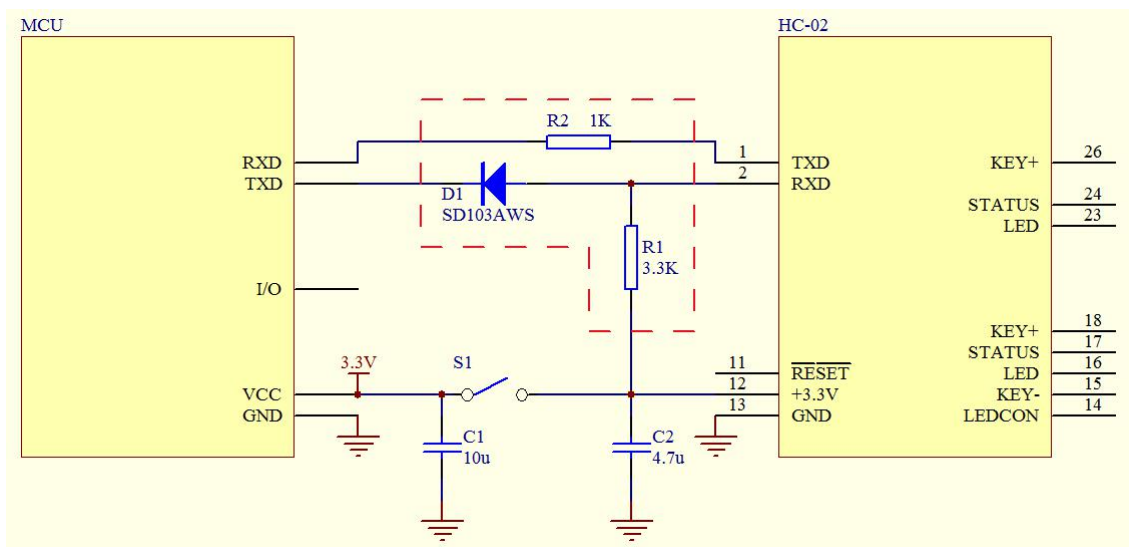 MCU
HC-02
R2 1K
RXD
1
TXD
KEY+
26
TXD
2
RXD
D1
SD103AWS
STATUS
24
LED
23
R1
3.3K
I/O
KEY+
18
STATUS
17
3.3V
S1
11
RESET
LED
16
VCC
12
+3.3V
KEY-
15
GND
13
GND
LEDCON
14
C1
10u
C2
4.7u